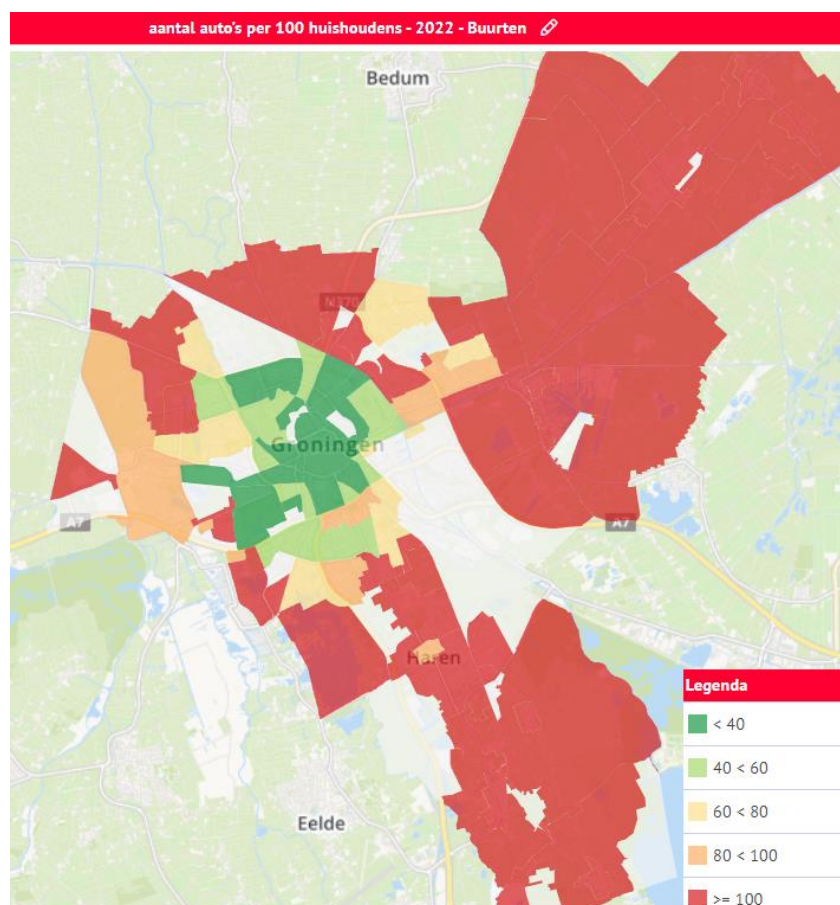 aantal auto's per 100 huishoudens - 2022 - Buurten
Bedum
N370
Groningen
A7
A7
Haren
Eelde
Legenda
< 40
40 < 60
60 < 80
80 < 100
>= 100